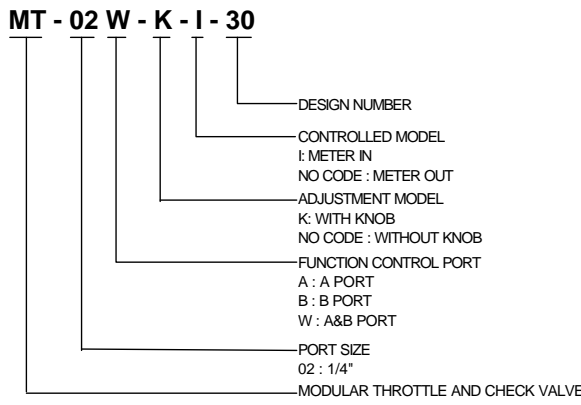 MT - 02 W - K - I - 30
DESIGN NUMBER
CONTROLLED MODEL
I: METER IN
NO CODE : METER OUT
ADJUSTMENT MODEL
K: WITH KNOB
NO CODE : WITHOUT KNOB
FUNCTION CONTROL PORT
A : A PORT
B : B PORT
W : A&B PORT
PORT SIZE
02 : 1/4"
MODULAR THROTTLE AND CHECK VALVE